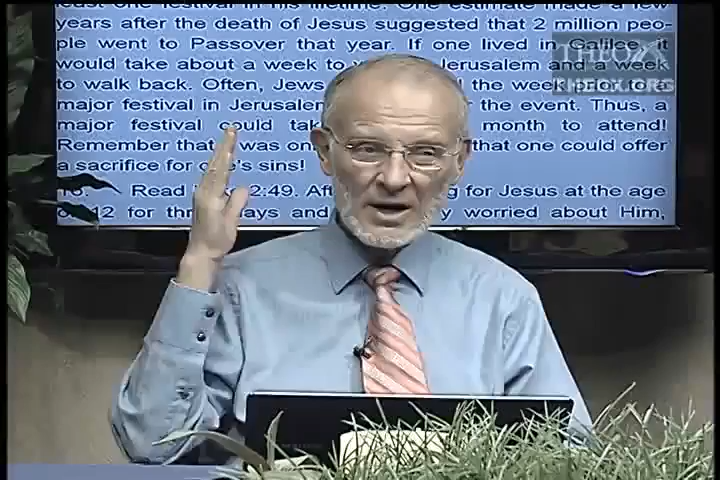 least one festival in his lifetime. One estimate made a few
years after the death of Jesus suggested that 2 million peo-
ple went to Passover that year. If one lived in Galilee, it
would take about a week to Jerusalem and a week
to walk back. Often, Jews the week prior to a
major festival in Jerusalem the event. Thus, a
major festival could month to attend!
Remember that was that one could offer
a sacrifice for one's sins!
Read 2:49. for Jesus at the age
of 12 for days and worried about Him,
KHEOX.ORG